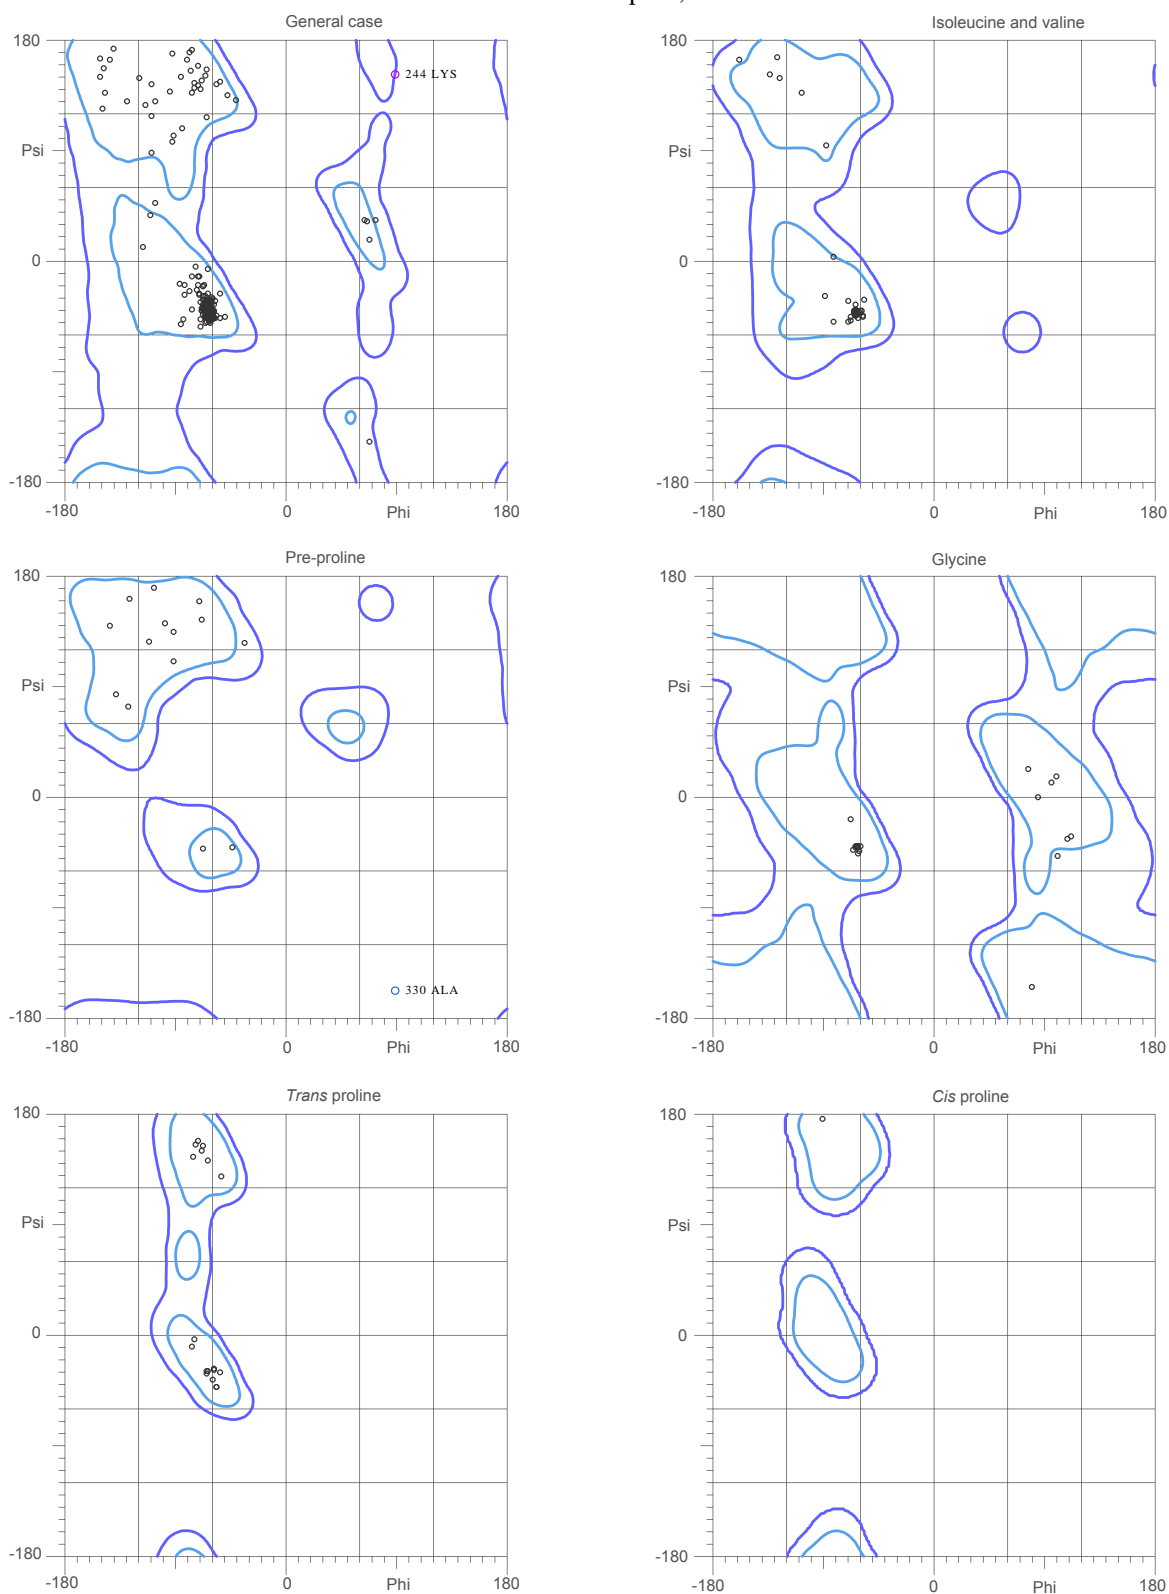 General case
Isoleucine and valine
180
244 LYS
Psi
0
-180
-180
0
Phi
180
180
Psi
0
-180
-180
0
Phi
180
Pre-proline
Glycine
180
Psi
0
330 ALA
-180
-180
0
Phi
180
180
Psi
0
-180
-180
0
Phi
180
Trans proline
Cis proline
180
Psi
0
-180
-180
0
Phi
180
180
Psi
0
-180
-180
0
Phi
180